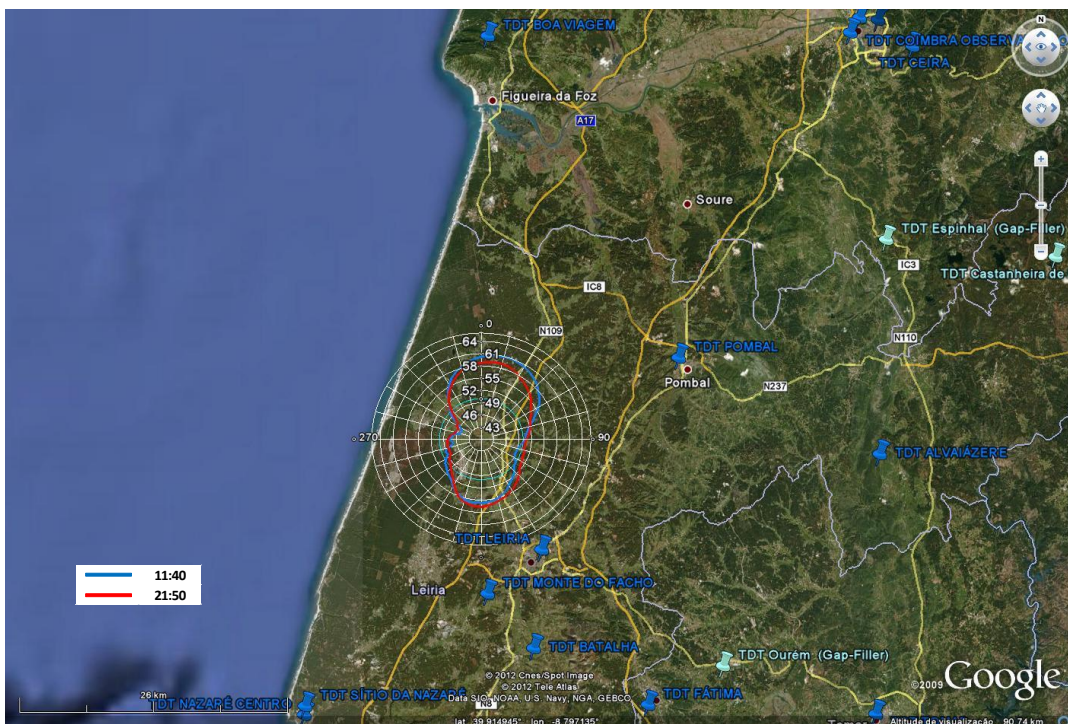 TDT BOA VIAGEM
TDT COIMBRA OBSERVA
TDT CEIRA
N
Figueira da Foz
A17
Soure
TDT Espinhal (Gap-Filler)
IC3
TDT Castanheira de
IC8
0
N109
64
61
58
55
52
49
46
43
270
90
N110
TDT POMBAL
Pombal
N237
TDT ALVAIÁZERE
TDT LEIRIA
11:40
21:50
Leiria
TDT MONTE DO FACHO
TDT BATALHA
TDT Ourém (Gap-Filler)
© 2012 Cnes/Spot Image
© 2012 Tele Atlas
Data SIO, NOAA, U.S. Navy, NGA, GEBCO
©2009 Google
26 km
TDT NAZARÉ CENTRO
TDT SÍTIO DA NAZARÉ
N8
TDT FÁTIMA
lat 39.914945° lon -8.797135°
Altitude de visualização 90.74 km